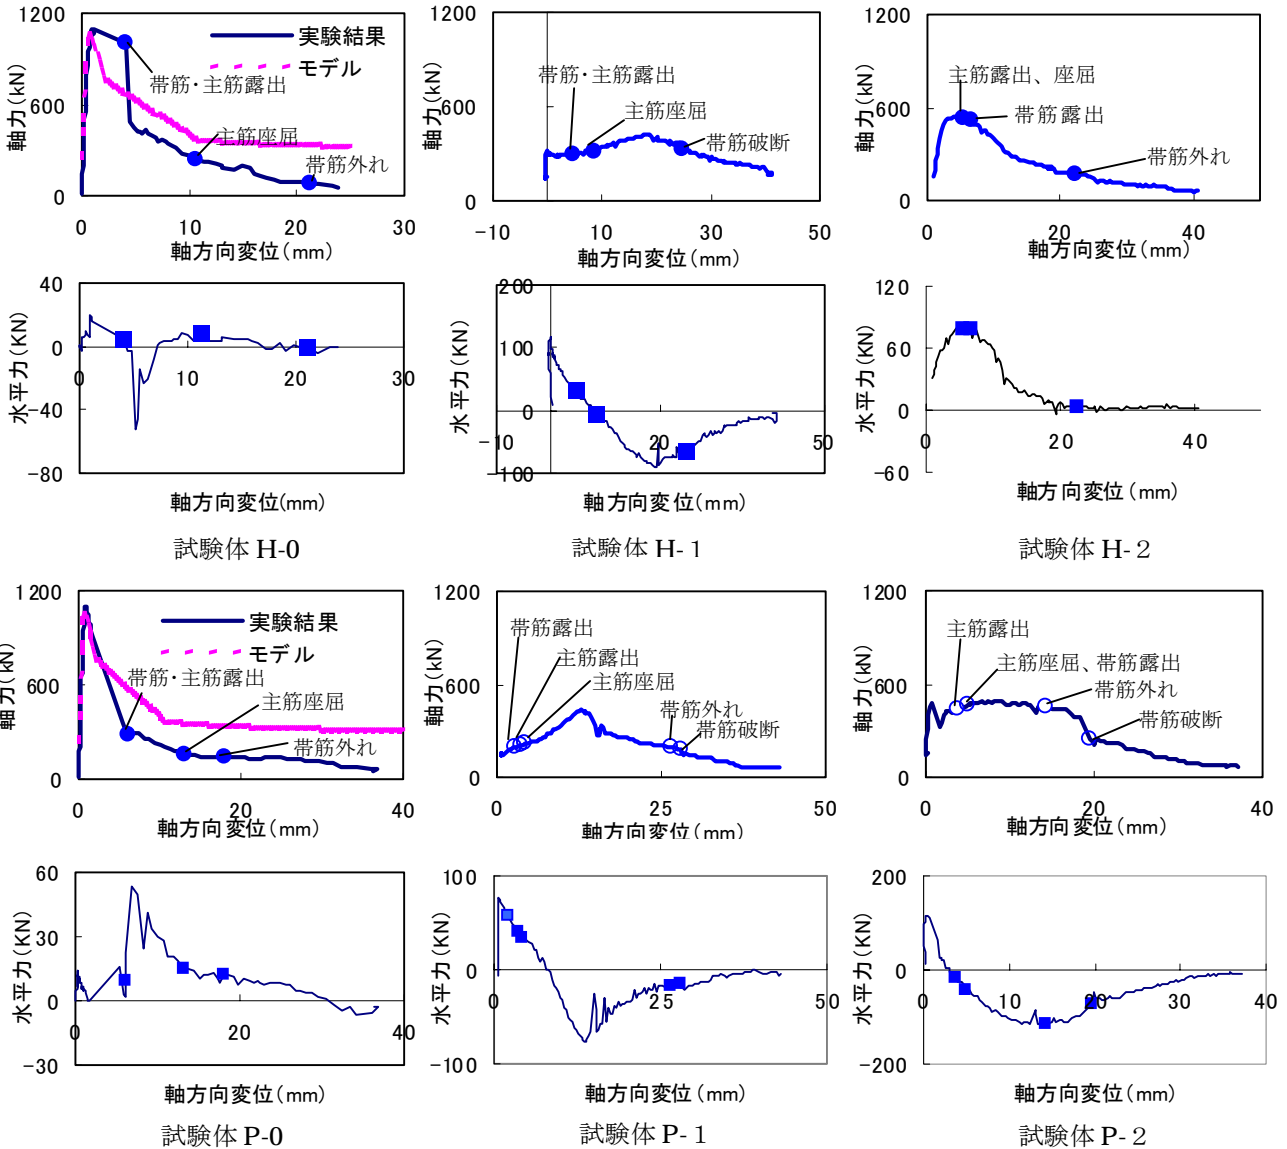 1200
600
0
軸力(kN)
実験結果
モデル
帯筋・主筋露出
主筋座屈
帯筋外れ
0
10
20
30
軸方向変位(mm)
1200
600
0
軸力(kN)
帯筋・主筋露出
主筋座屈
帯筋破断
-10
10
30
50
軸方向変位(mm)
1200
600
0
軸力(kN)
主筋露出、座屈
帯筋露出
帯筋外れ
0
20
40
軸方向変位(mm)
40
0
-40
-80
水平力(KN)
0
10
20
30
軸方向変位(mm)
試験体 H-0
200
100
0
-100
水平力(KN)
-10
20
50
軸方向変位(mm)
試験体 H-１
120
60
0
-60
水平力(KN)
0
20
40
軸方向変位(mm)
試験体 H-２
1200
600
0
軸力(kN)
実験結果
モデル
帯筋・主筋露出
主筋座屈
帯筋外れ
0
20
40
軸方向変位(mm)
1200
600
0
軸力(kN)
帯筋露出
主筋露出
主筋座屈
帯筋外れ
帯筋破断
0
25
50
軸方向変位(mm)
1200
600
0
軸力(kN)
主筋露出
主筋座屈、帯筋露出
帯筋外れ
帯筋破断
0
20
40
軸方向変位(mm)
60
30
0
-30
水平力(KN)
0
20
40
軸方向変位(mm)
試験体 P-0
100
0
-100
水平力(KN)
0
25
50
軸方向変位(mm)
試験体 P-１
200
0
-200
水平力(KN)
0
10
20
30
40
軸方向変位(mm)
試験体 P-２